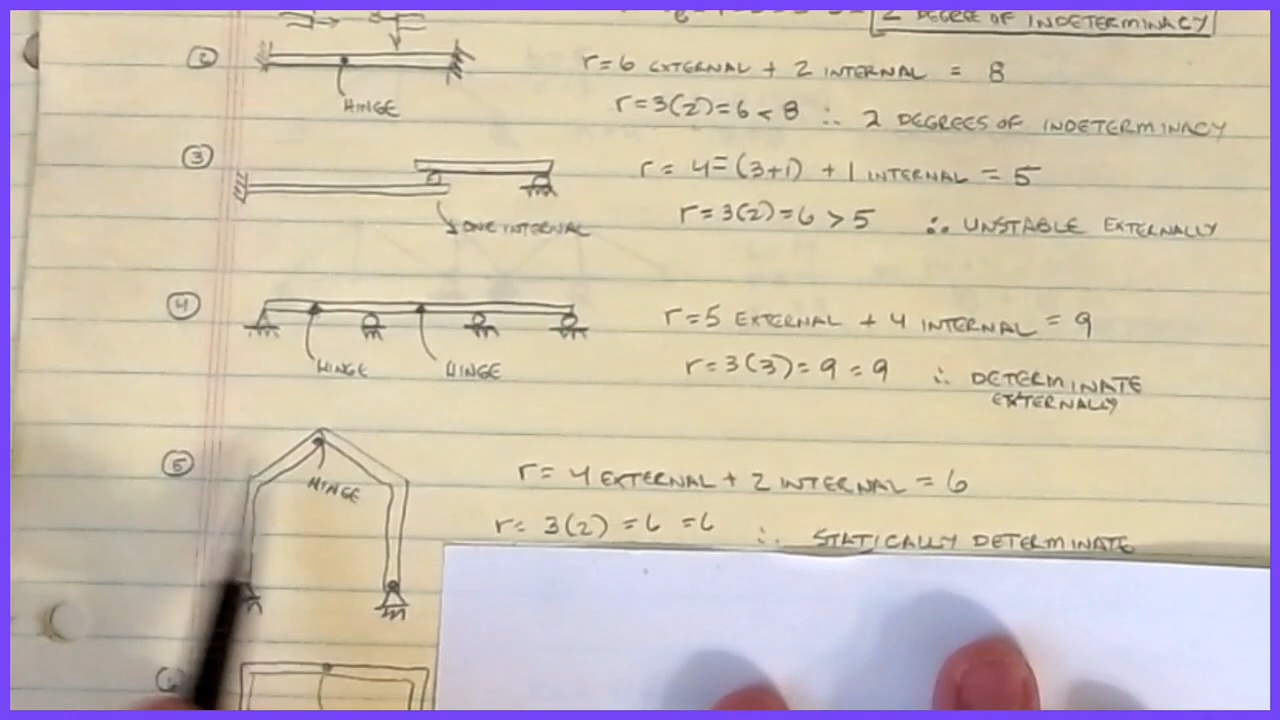 2 DEGREE OF INDETERMINACY
②
HINGE
r = 6 EXTERNAL + 2 INTERNAL = 8
r = 3(2) = 6 < 8 ∴ 2 DEGREES OF INDETERMINACY
③
ONE INTERNAL
r = 4 = (3+1) + 1 INTERNAL = 5
r = 3(2) = 6 > 5 ∴ UNSTABLE EXTERNALLY
④
HINGE HINGE
r = 5 EXTERNAL + 4 INTERNAL = 9
r = 3(3) = 9 = 9 ∴ DETERMINATE
EXTERNALLY
⑤
HINGE
r = 4 EXTERNAL + 2 INTERNAL = 6
r = 3(2) = 6 = 6 ∴ STATICALLY DETERMINATE